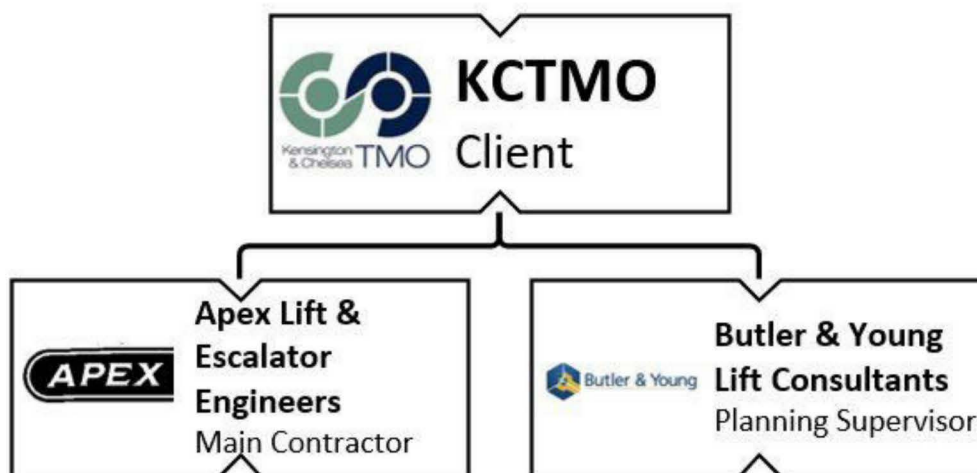 KCTMO
Client
Kensington
& Chelsea TMO
Apex Lift &
Escalator
Engineers
Main Contractor
APEX
Butler & Young
Lift Consultants
Planning Supervisor
Butler & Young